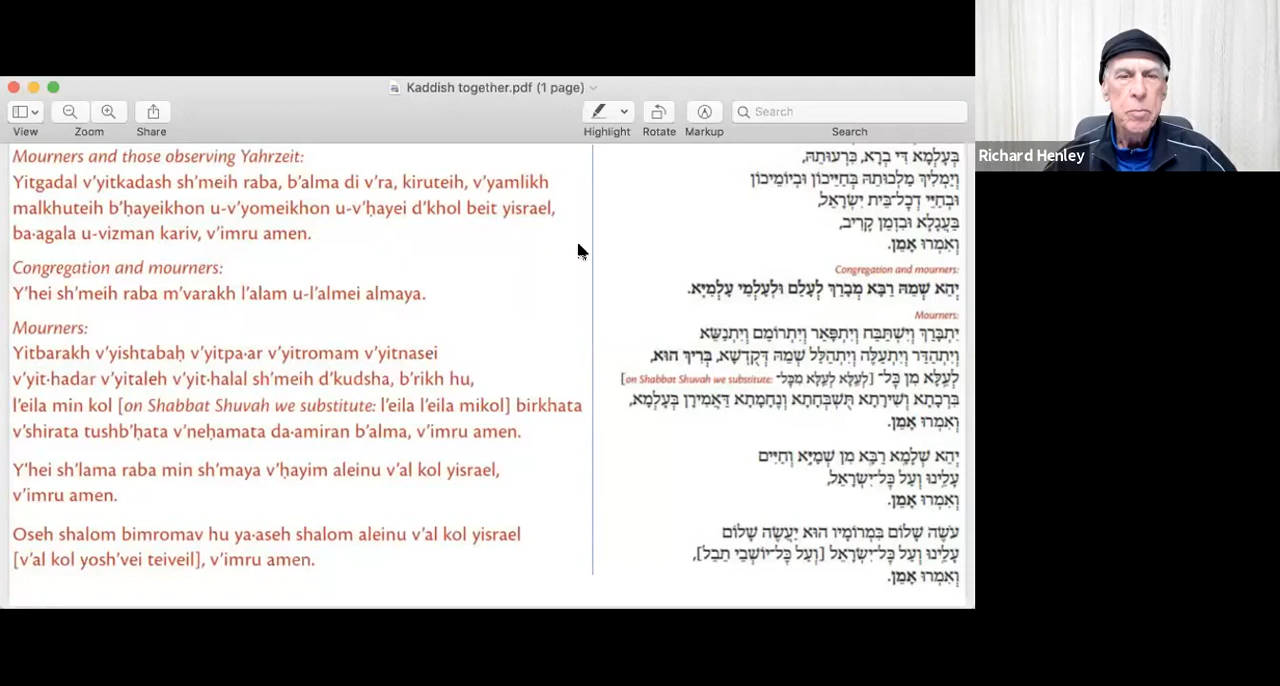 Kaddish together.pdf (1 page)
View
Zoom
Share
Highlight
Rotate
Markup
Search
Search
Mourners and those observing Yahrzeit:
Yitgadal v'yitkadash sh'meih raba, b'alma di v'ra, kiruteih, v'yamlikh
malkhuteih b'ḥayeikhon u-v'yomeikhon u-v'ḥayei d'khol beit yisrael,
ba·agala u-vizman kariv, v'imru amen.
Congregation and mourners:
Y'hei sh'meih raba m'varakh l'alam u-l'almei almaya.
Mourners:
Yitbarakh v'yishtabaḥ v'yitpa·ar v'yitromam v'yitnasei
v'yit·hadar v'yitaleh v'yit·halal sh'meih d'kudsha, b'rikh hu,
l'eila min kol [on Shabbat Shuvah we substitute: l'eila l'eila mikol] birkhata
v'shirata tushb'ḥata v'neḥamata da·amiran b'alma, v'imru amen.
Y'hei sh'lama raba min sh'maya v'ḥayim aleinu v'al kol yisrael,
v'imru amen.
Oseh shalom bimromav hu ya·aseh shalom aleinu v'al kol yisrael
[v'al kol yosh'vei teiveil], v'imru amen.
בְּעָלְמָא דִּי בְרָא, כִּרְעוּתֵהּ,
וְיַמְלִיךְ מַלְכוּתֵהּ בְּחַיֵּיכוֹן וּבְיוֹמֵיכוֹן
וּבְחַיֵּי דְכָל־בֵּית יִשְׂרָאֵל,
בַּעֲגָלָא וּבִזְמַן קָרִיב,
וְאִמְרוּ אָמֵן.
Congregation and mourners:
יְהֵא שְׁמֵהּ רַבָּא מְבָרַךְ לְעָלַם וּלְעָלְמֵי עָלְמַיָּא.
Mourners:
יִתְבָּרַךְ וְיִשְׁתַּבַּח וְיִתְפָּאַר וְיִתְרוֹמַם וְיִתְנַשֵּׂא
וְיִתְהַדָּר וְיִתְעַלֶּה וְיִתְהַלָּל שְׁמֵהּ דְּקֻדְשָׁא, בְּרִיךְ הוּא,
לְעֵלָּא מִן כָּל־ [on Shabbat Shuvah we substitute: לְעֵלָּא לְעֵלָּא מִכָּל־]
בִּרְכָתָא וְשִׁירָתָא תֻּשְׁבְּחָתָא וְנֶחָמָתָא דַּאֲמִירָן בְּעָלְמָא,
וְאִמְרוּ אָמֵן.
יְהֵא שְׁלָמָא רַבָּא מִן שְׁמַיָּא וְחַיִּים
עָלֵינוּ וְעַל כָּל־יִשְׂרָאֵל,
וְאִמְרוּ אָמֵן.
עֹשֶׂה שָׁלוֹם בִּמְרוֹמָיו הוּא יַעֲשֶׂה שָׁלוֹם
עָלֵינוּ וְעַל כָּל־יִשְׂרָאֵל [וְעַל כָּל־יוֹשְׁבֵי תֵבֵל],
וְאִמְרוּ אָמֵן.
Richard Henley